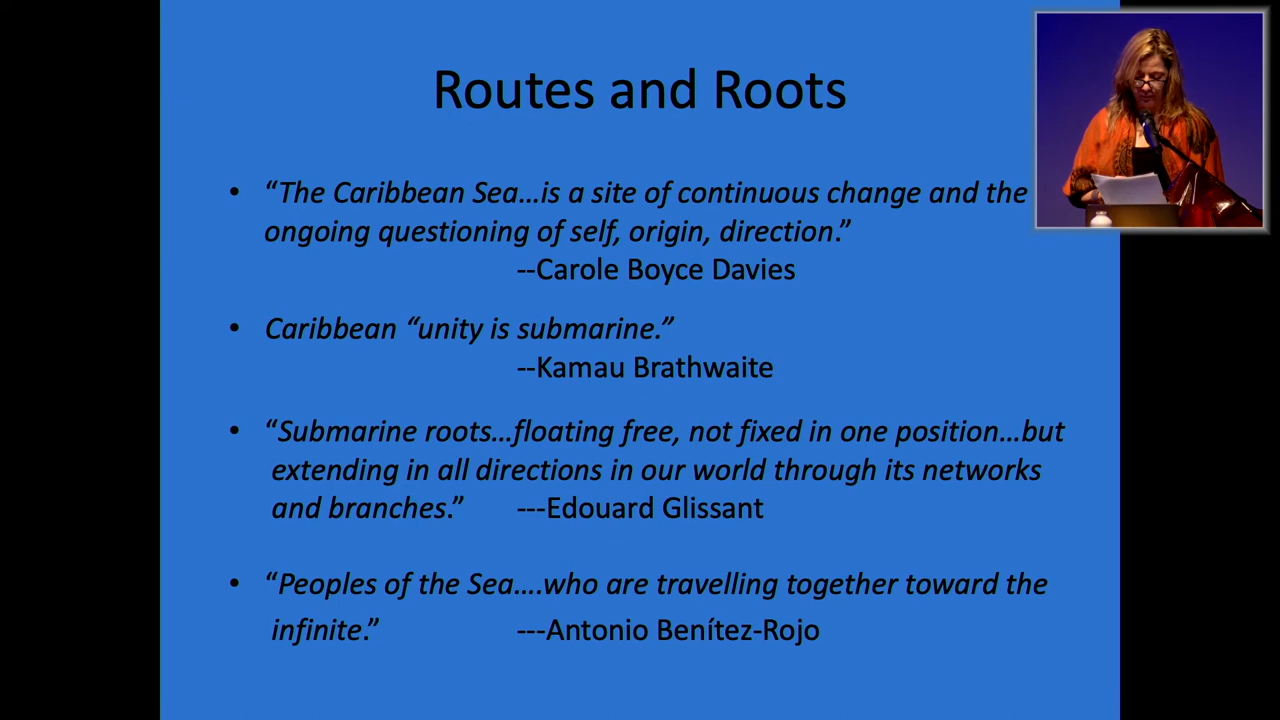 Routes and Roots
• “The Caribbean Sea…is a site of continuous change and the
ongoing questioning of self, origin, direction.”
--Carole Boyce Davies
• Caribbean “unity is submarine.”
--Kamau Brathwaite
• “Submarine roots…floating free, not fixed in one position…but
extending in all directions in our world through its networks
and branches.” ---Edouard Glissant
• “Peoples of the Sea….who are travelling together toward the
infinite.” ---Antonio Benítez-Rojo